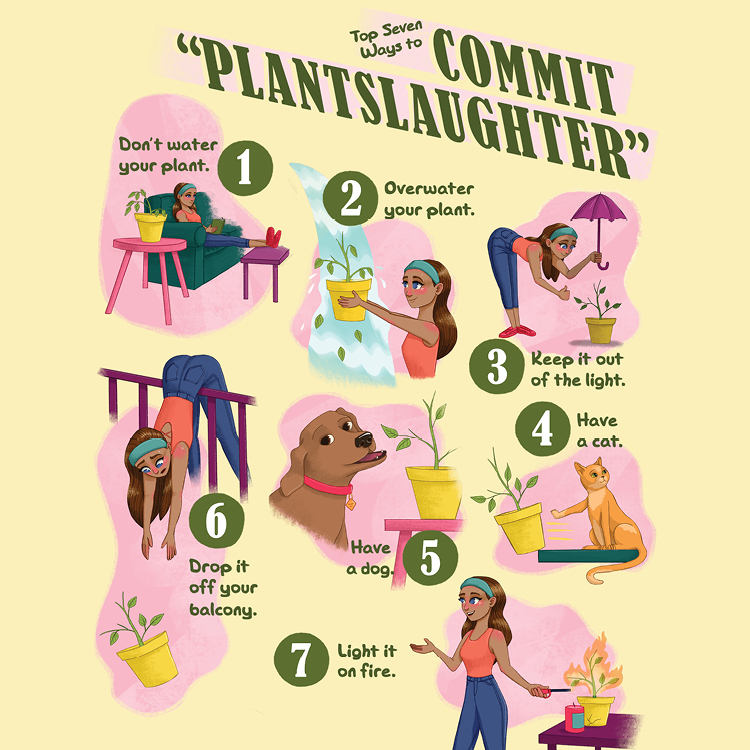 Top Seven
Ways to
COMMIT
“PLANTSLAUGHTER”
1
Don't water
your plant.
2
Overwater
your plant.
3
Keep it out
of the light.
4
Have
a cat.
5
Have
a dog.
6
Drop it
off your
balcony.
7
Light it
on fire.